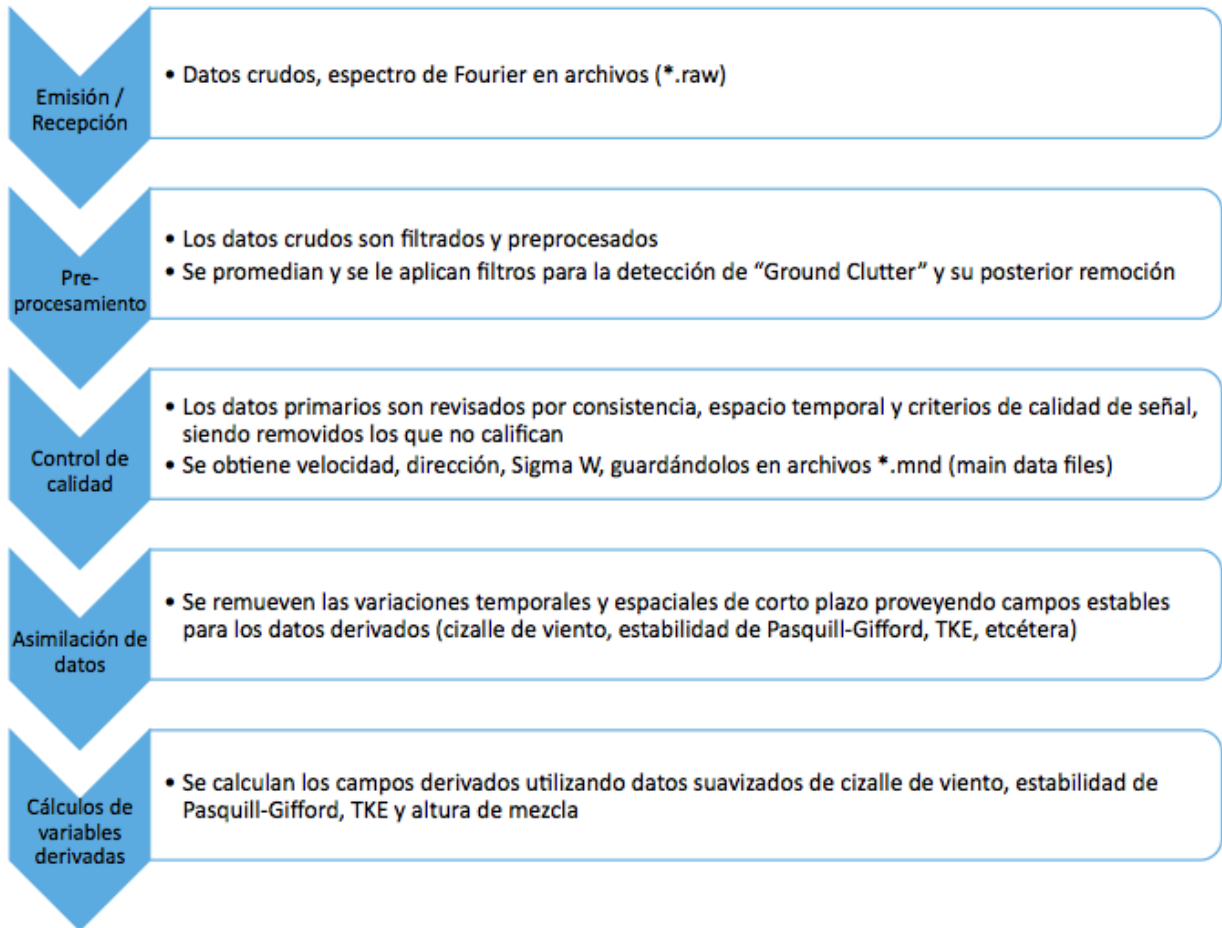 Emisión /
Recepción
• Datos crudos, espectro de Fourier en archivos (*.raw)
Pre-
procesamiento
• Los datos crudos son filtrados y preprocesados
• Se promedian y se le aplican filtros para la detección de “Ground Clutter” y su posterior remoción
Control de
calidad
• Los datos primarios son revisados por consistencia, espacio temporal y criterios de calidad de señal,
siendo removidos los que no califican
• Se obtiene velocidad, dirección, Sigma W, guardándolos en archivos *.mnd (main data files)
Asimilación de
datos
• Se remueven las variaciones temporales y espaciales de corto plazo proveyendo campos estables
para los datos derivados (cizalle de viento, estabilidad de Pasquill-Gifford, TKE, etcétera)
Cálculos de
variables
derivadas
• Se calculan los campos derivados utilizando datos suavizados de cizalle de viento, estabilidad de
Pasquill-Gifford, TKE y altura de mezcla